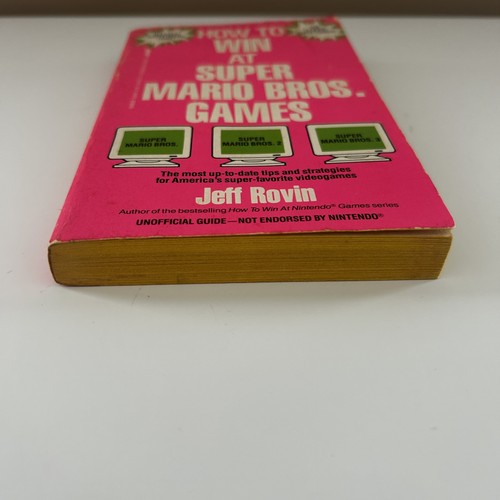 HOW TO
WIN
AT
SUPER
MARIO BROS.
GAMES
SUPER
MARIO BROS.
SUPER
MARIO BROS. 2
SUPER
MARIO BROS. 3
The most up-to-date tips and strategies
for America's super-favorite videogames
Jeff Rovin
Author of the bestselling How To Win At Nintendo® Games series
UNOFFICIAL GUIDE—NOT ENDORSED BY NINTENDO®